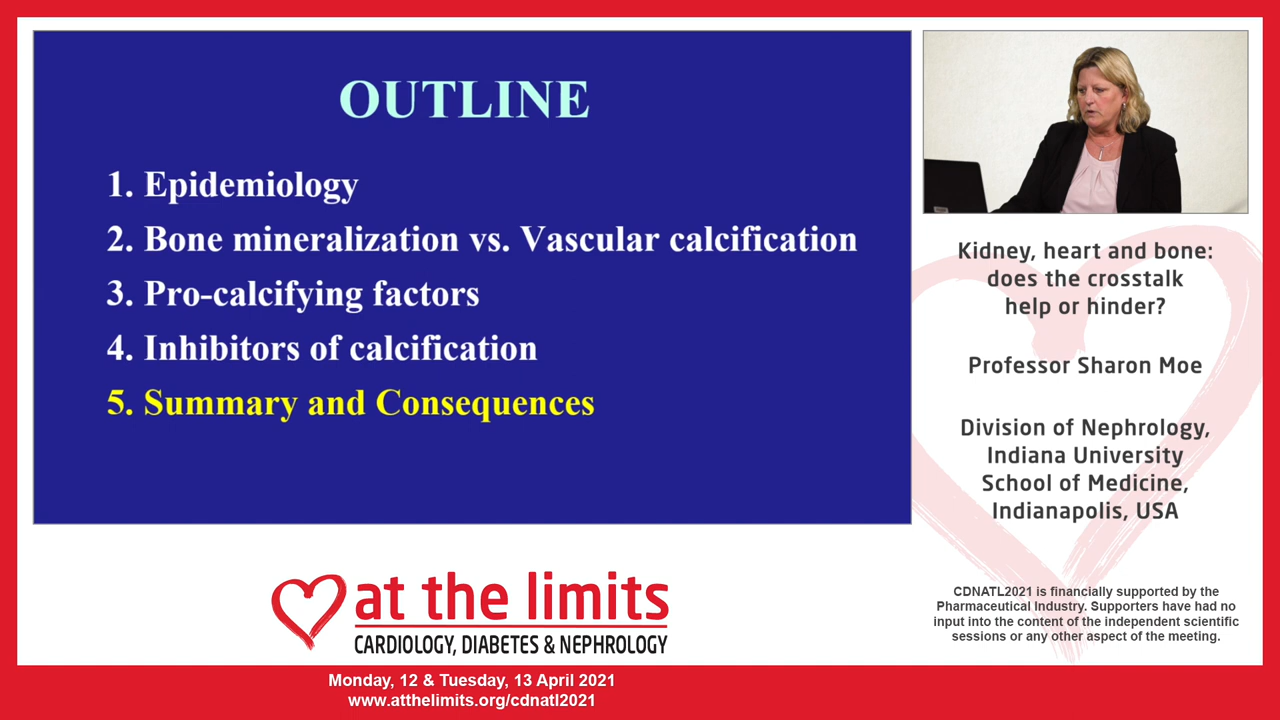 OUTLINE
1. Epidemiology
2. Bone mineralization vs. Vascular calcification
3. Pro-calcifying factors
4. Inhibitors of calcification
5. Summary and Consequences
Kidney, heart and bone:
does the crosstalk
help or hinder?
Professor Sharon Moe
Division of Nephrology,
Indiana University
School of Medicine,
Indianapolis, USA
CDNATL2021 is financially supported by the
Pharmaceutical Industry. Supporters have had no
input into the content of the independent scientific
sessions or any other aspect of the meeting.
at the limits
CARDIOLOGY, DIABETES & NEPHROLOGY
Monday, 12 & Tuesday, 13 April 2021
www.atthelimits.org/cdnatl2021